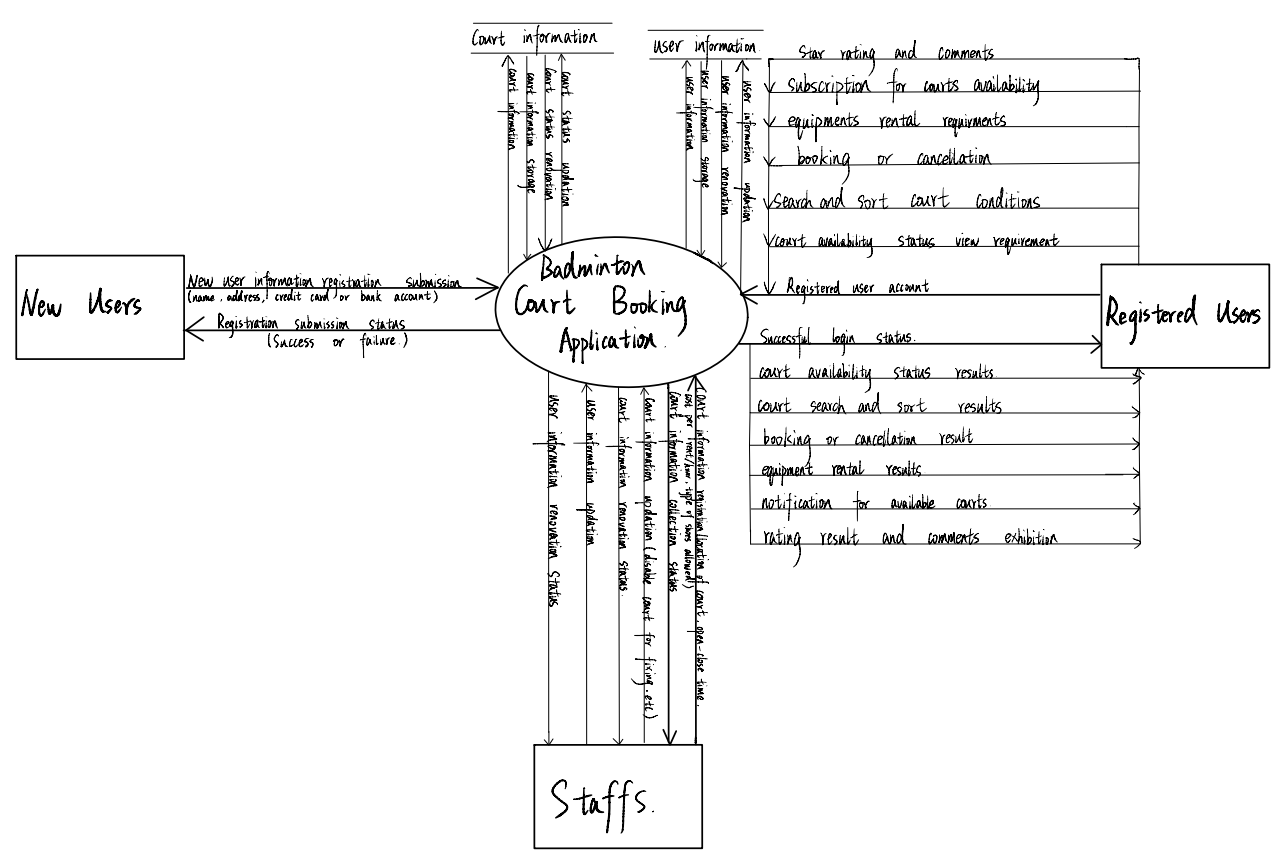 Court information
User information
court information
court information storage
Court status renovation
Court status updation
user information
user information storage
user information renovation
user information updation
Star rating and comments
subscription for courts availability
equipments rental requirments
booking or cancellation
Search and sort court conditions
court availability status view requirement
Registered user account
New Users
New user information registration submission
(name, address, credit card or bank account)
Registration submission status
(Success or failure.)
Badminton
Court Booking
Application.
Registered Users
Successful login status.
court availability status results
court search and sort results
booking or cancellation result
equipment rental results
notification for available courts
rating result and comments exhibition
user information renovation status
user information updation
court information renovation status.
Court information updation (disable court for fixing, etc)
Court information collection status
cost per rent/hour, type of shoes allowed)
Court information registration(location of court, open-close time,
Staffs.